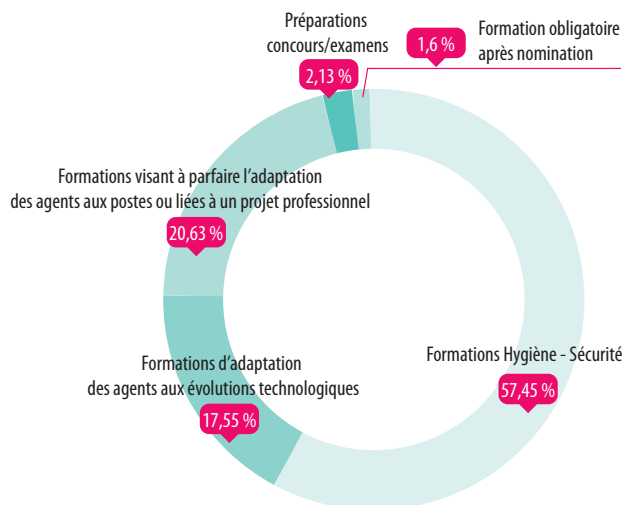 Préparations
concours/examens
2,13 %
1,6 %
Formation obligatoire
après nomination
Formations visant à parfaire l’adaptation
des agents aux postes ou liées à un projet professionnel
20,63 %
Formations Hygiène - Sécurité
57,45 %
Formations d’adaptation
des agents aux évolutions technologiques
17,55 %